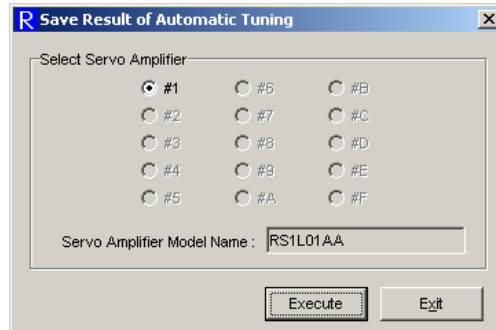 R Save Result of Automatic Tuning
Select Servo Amplifier
#1 #6 #B
#2 #7 #C
#3 #8 #D
#4 #9 #E
#5 #A #F
Servo Amplifier Model Name : RS1L01AA
Execute Exit